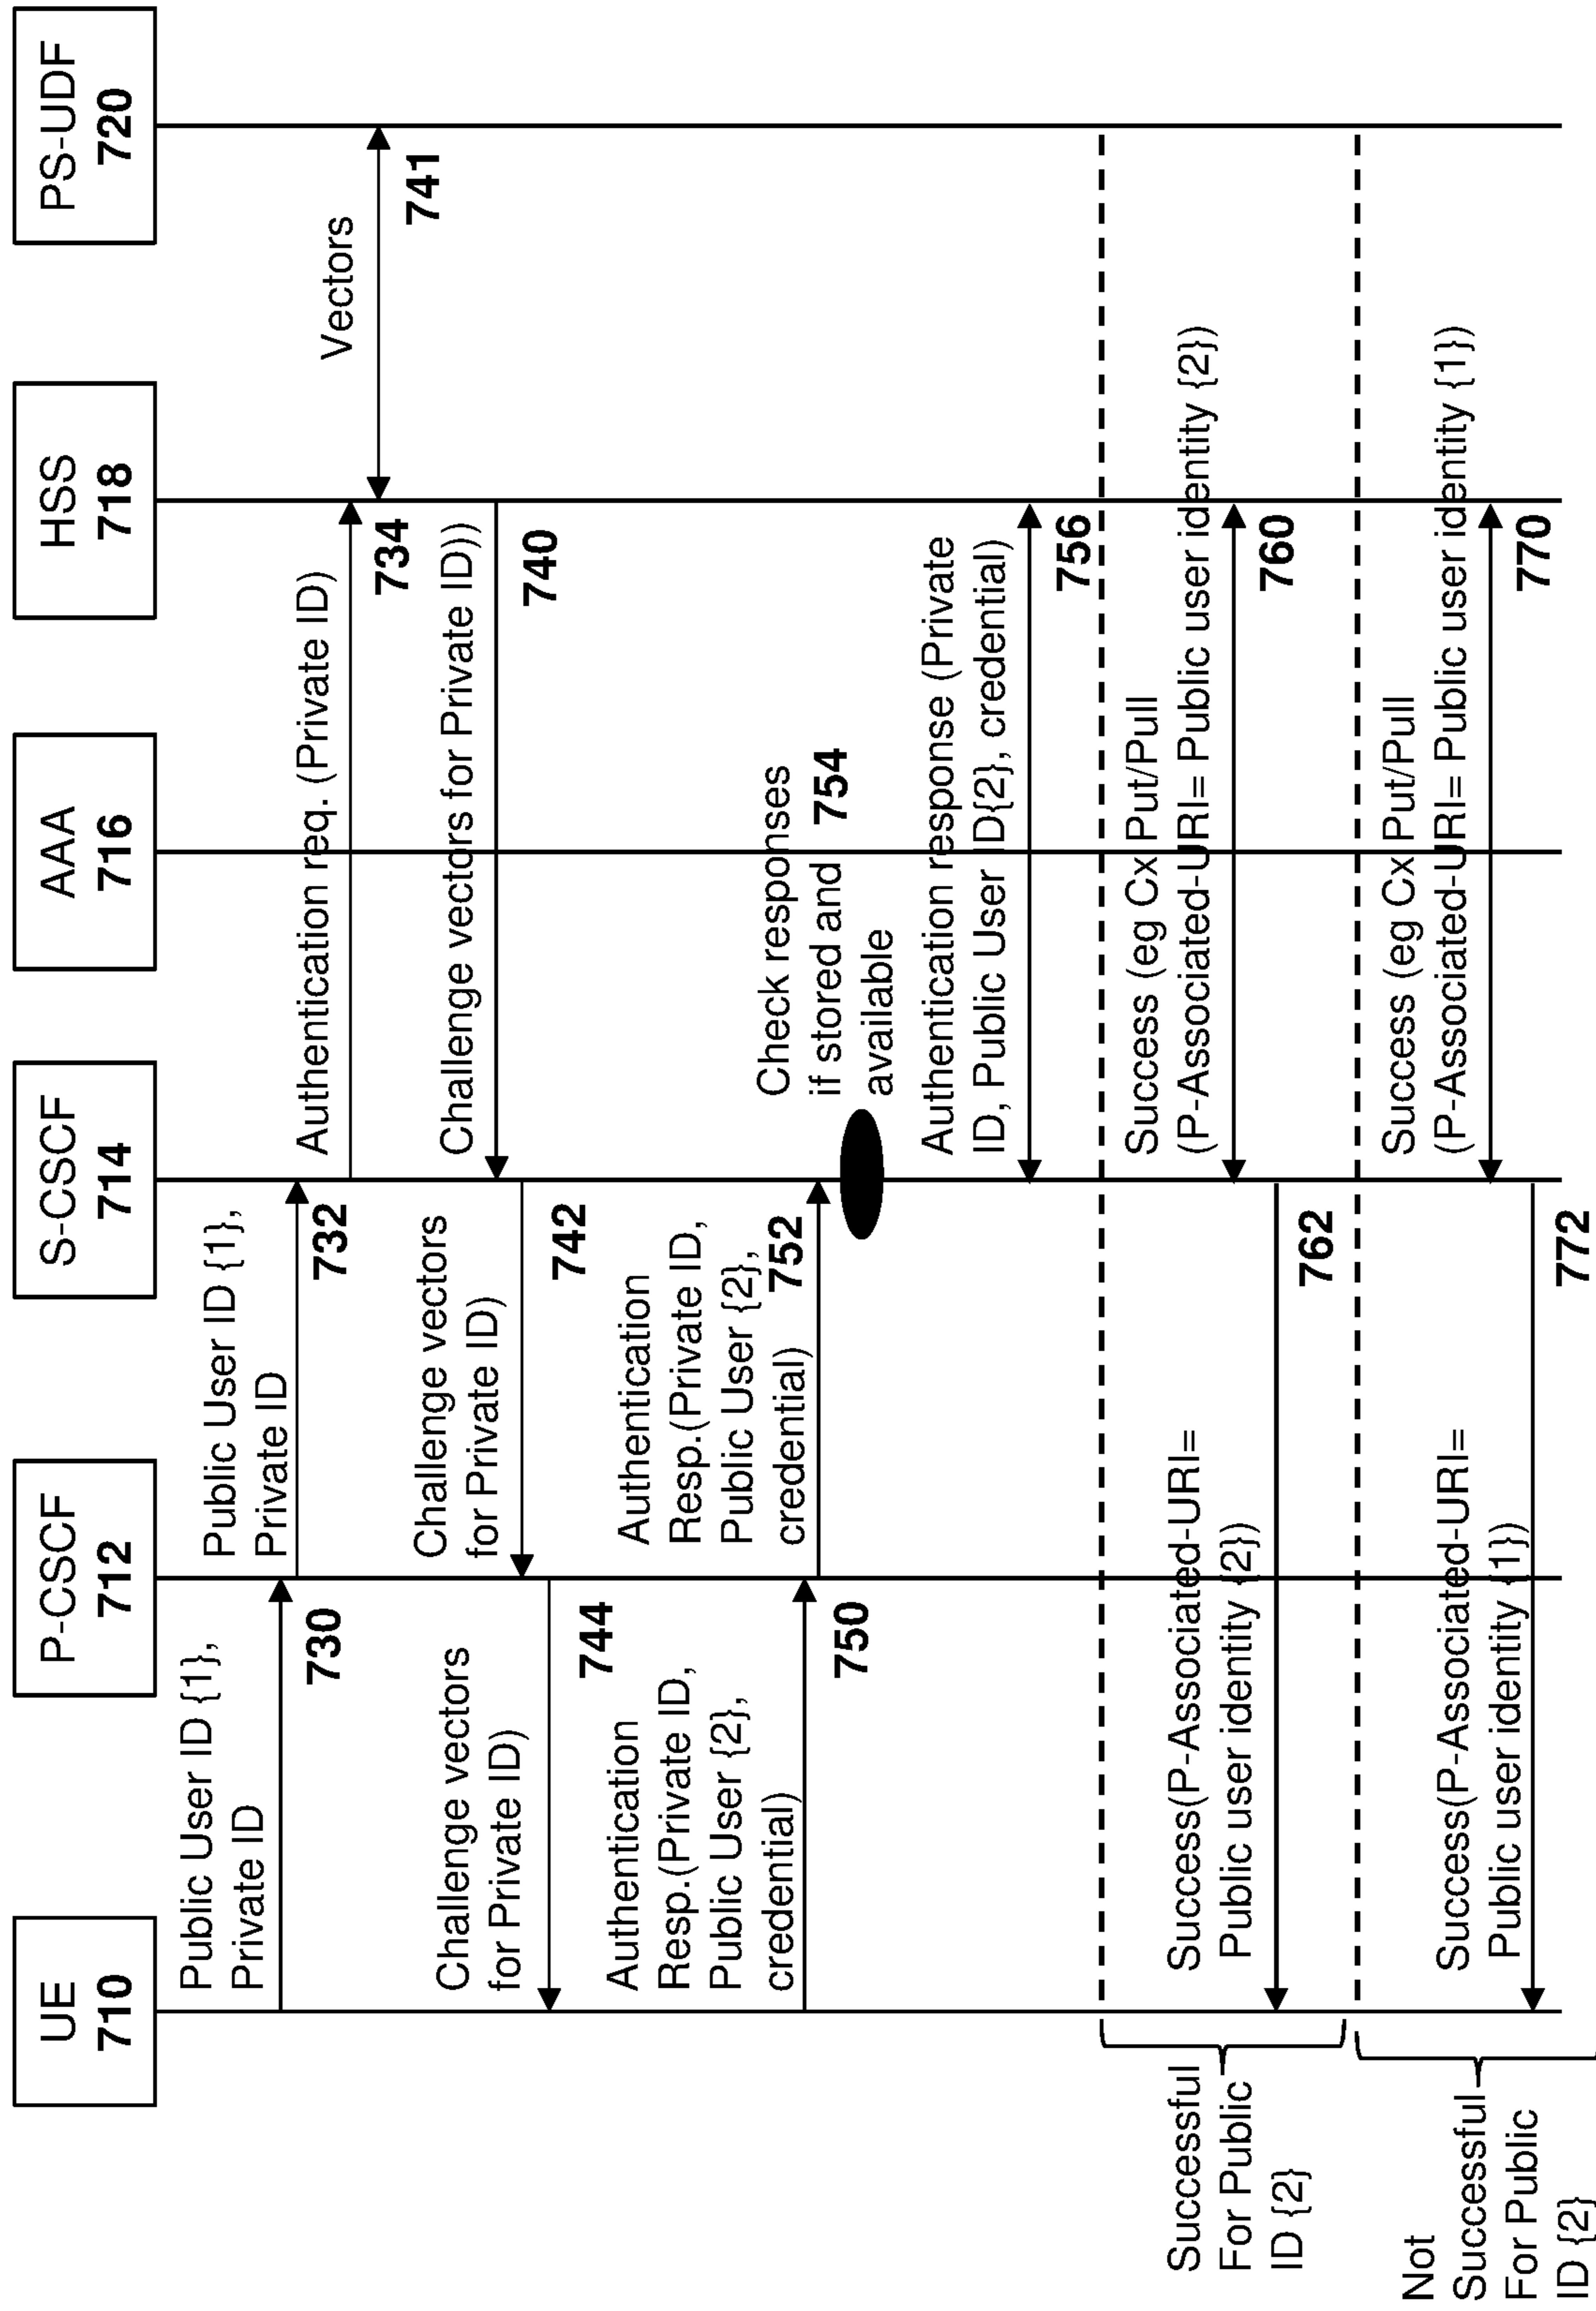 UE
710
P-CSCF
712
S-CSCF
714
AAA
716
HSS
718
PS-UDF
720
Public User ID {1},
Private ID
730
Public User ID {1},
Private ID
732
Authentication req. (Private ID)
734
Vectors
741
Challenge vectors for Private ID))
740
Challenge vectors
for Private ID)
742
Challenge vectors
for Private ID)
744
Authentication
Resp.(Private ID,
Public User {2},
credential)
750
Authentication
Resp.(Private ID,
Public User {2},
credential)
752
Check responses
if stored and
available
754
Authentication response (Private
ID, Public User ID{2}, credential)
756
Successful
For Public
ID {2}
Success (eg Cx Put/Pull
(P-Associated-URI= Public user identity {2})
760
Success(P-Associated-URI=
Public user identity {2})
762
Not
Successful
For Public
ID {2}
Success (eg Cx Put/Pull
(P-Associated-URI= Public user identity {1})
770
Success(P-Associated-URI=
Public user identity {1})
772